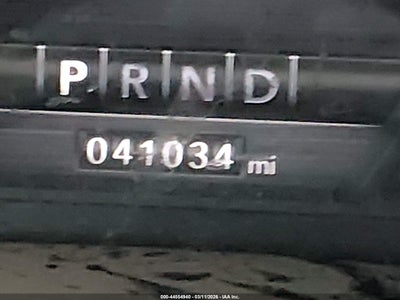 P R N D
041034 mi
000-44554940 - 03/11/2026 - IAA Inc.